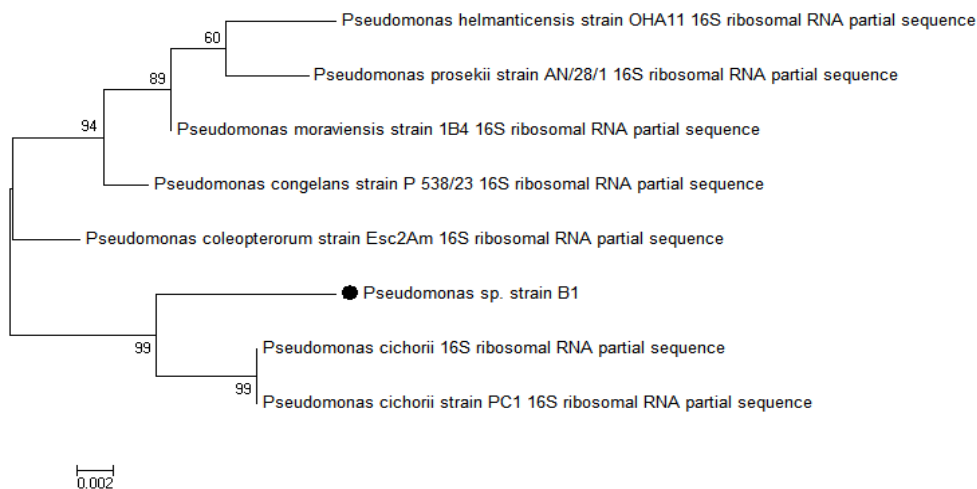 Pseudomonas helmanticensis strain OHA11 16S ribosomal RNA partial sequence
60
Pseudomonas prosekii strain AN/28/1 16S ribosomal RNA partial sequence
89
Pseudomonas moraviensis strain 1B4 16S ribosomal RNA partial sequence
94
Pseudomonas congelans strain P 538/23 16S ribosomal RNA partial sequence
Pseudomonas coleopterorum strain Esc2Am 16S ribosomal RNA partial sequence
Pseudomonas sp. strain B1
99
Pseudomonas cichorii 16S ribosomal RNA partial sequence
99
Pseudomonas cichorii strain PC1 16S ribosomal RNA partial sequence
0.002